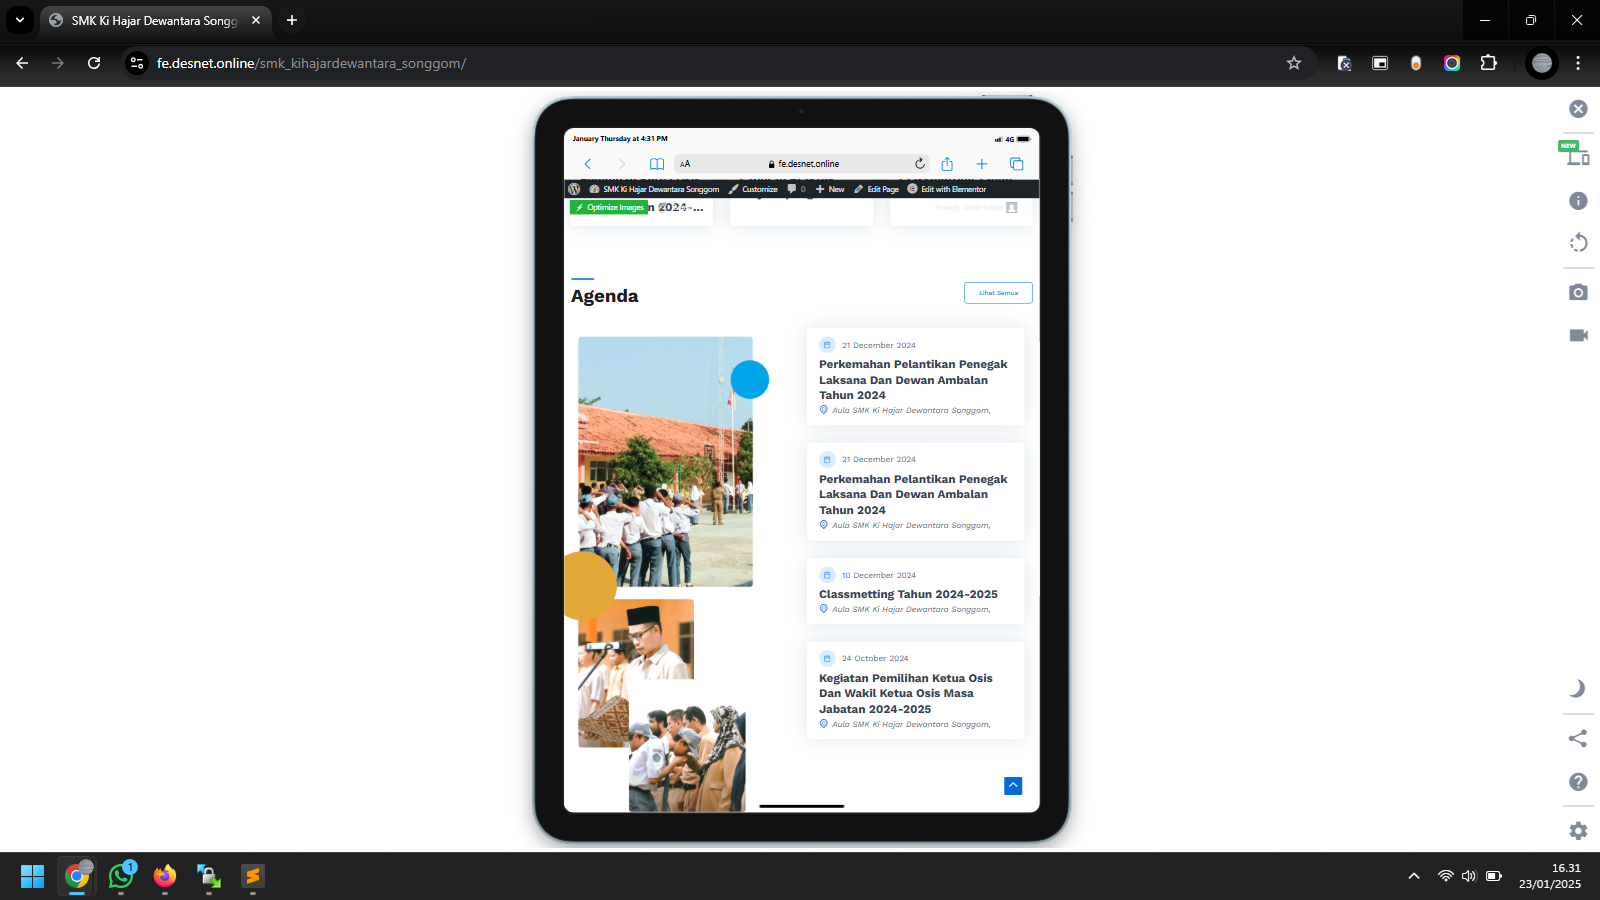 SMK Ki Hajar Dewantara Songg
fe.desnet.online/smk_kihajardewantara_songgom/
NEW
January Thursday at 4:31 PM
4G
AA
fe.desnet.online
SMK Ki Hajar Dewantara Songgom
Customize
0
New
Edit Page
Edit with Elementor
Optimize Images
n 2024-...
Agenda
Lihat Semua
21 December 2024
Perkemahan Pelantikan Penegak
Laksana Dan Dewan Ambalan
Tahun 2024
Aula SMK Ki Hajar Dewantara Songgom,
21 December 2024
Perkemahan Pelantikan Penegak
Laksana Dan Dewan Ambalan
Tahun 2024
Aula SMK Ki Hajar Dewantara Songgom,
10 December 2024
Classmetting Tahun 2024-2025
Aula SMK Ki Hajar Dewantara Songgom,
24 October 2024
Kegiatan Pemilihan Ketua Osis
Dan Wakil Ketua Osis Masa
Jabatan 2024-2025
Aula SMK Ki Hajar Dewantara Songgom,
1
16.31
23/01/2025